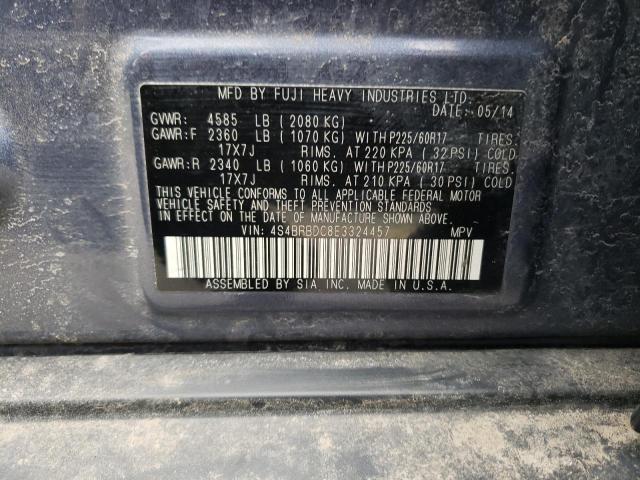 MFD BY FUJI HEAVY INDUSTRIES LTD.
DATE: 05/14
GVWR: 4585 LB (2080 KG)
GAWR:F 2360 LB (1070 KG) WITH P225/60R17 TIRES.
17X7J RIMS. AT 220 KPA (32 PSI) COLD
GAWR:R 2340 LB (1060 KG) WITH P225/60R17 TIRES.
17X7J RIMS. AT 210 KPA (30 PSI) COLD
THIS VEHICLE CONFORMS TO ALL APPLICABLE FEDERAL MOTOR
VEHICLE SAFETY AND BUMPER STANDARDS IN
EFFECT ON THE DATE OF MANUFACTURE SHOWN ABOVE.
VIN: 4S4BRBDC8E3324457 MPV
ASSEMBLED BY SIA INC. MADE IN U.S.A.